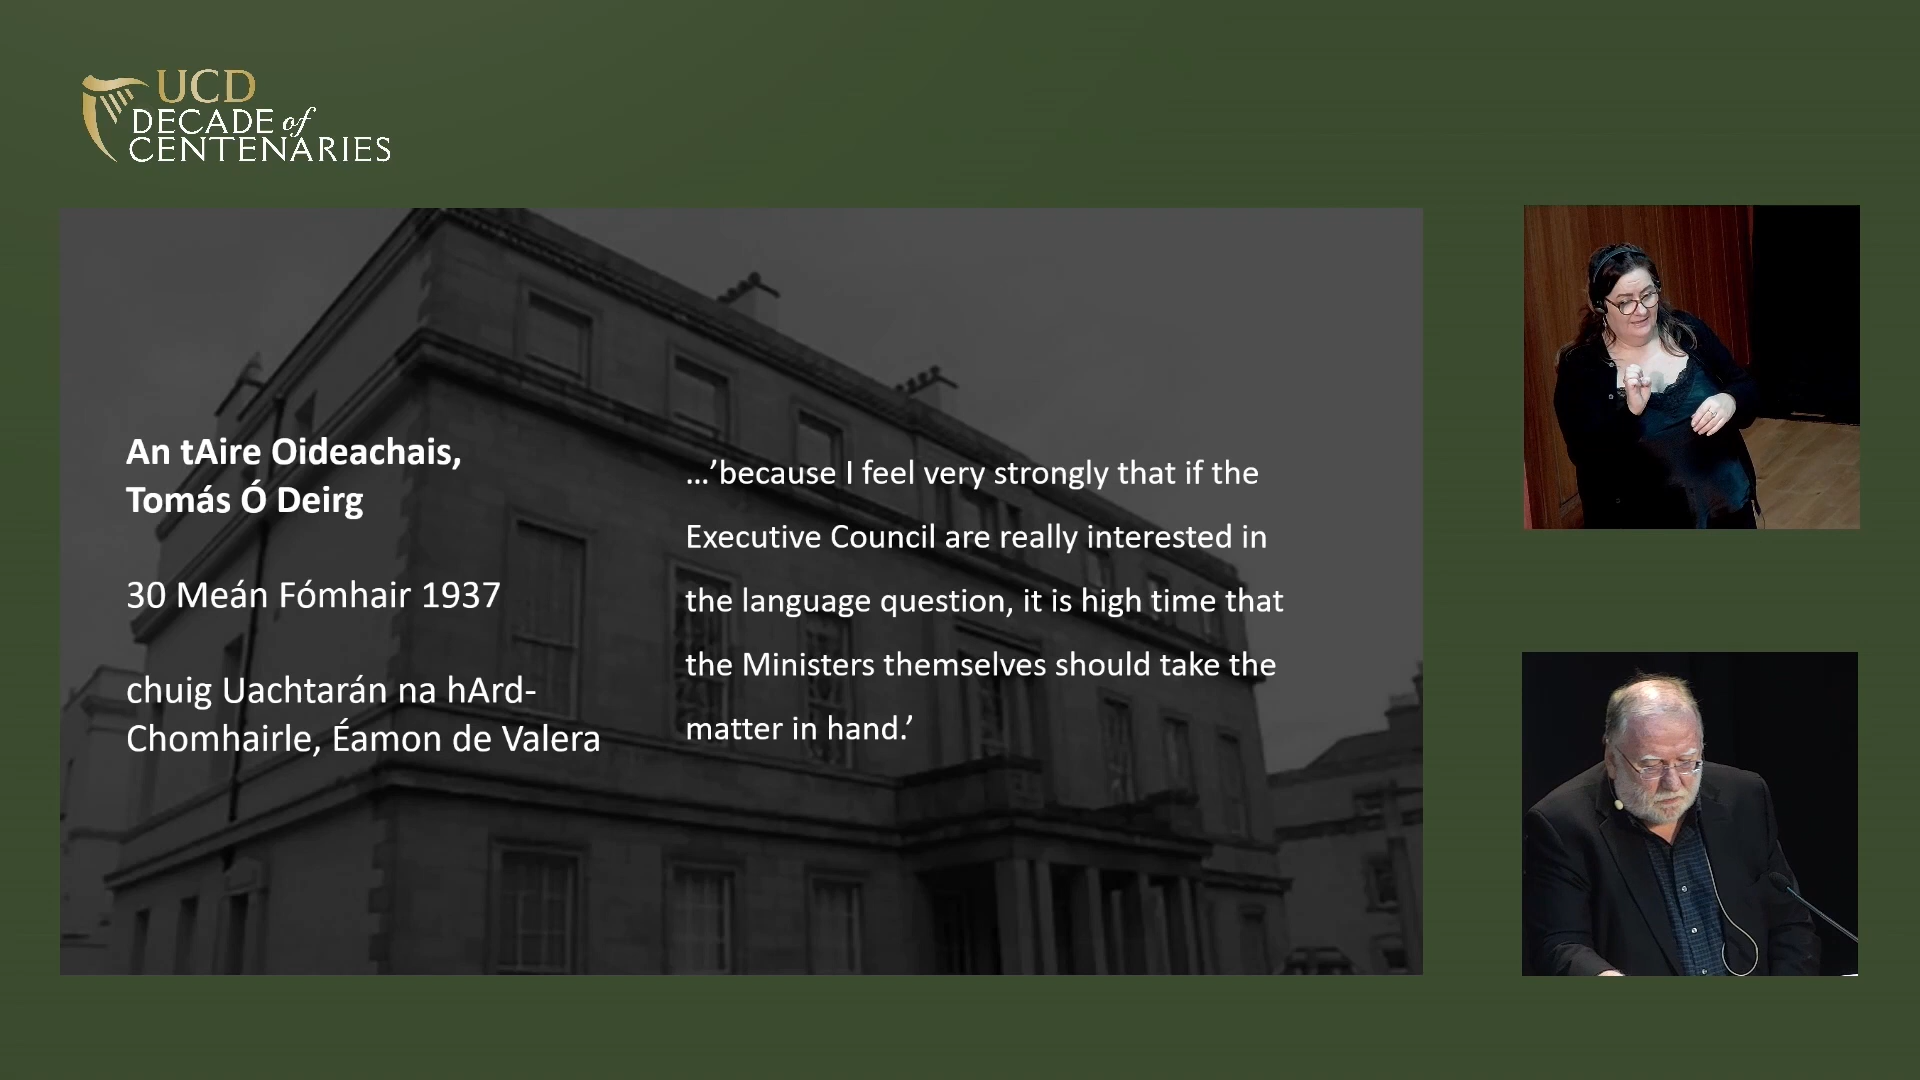 UCD
DECADE of
CENTENARIES
An tAire Oideachais,
Tomás Ó Deirg
30 Meán Fómhair 1937
chuig Uachtarán na hArd-
Chomhairle, Éamon de Valera
…’because I feel very strongly that if the
Executive Council are really interested in
the language question, it is high time that
the Ministers themselves should take the
matter in hand.’